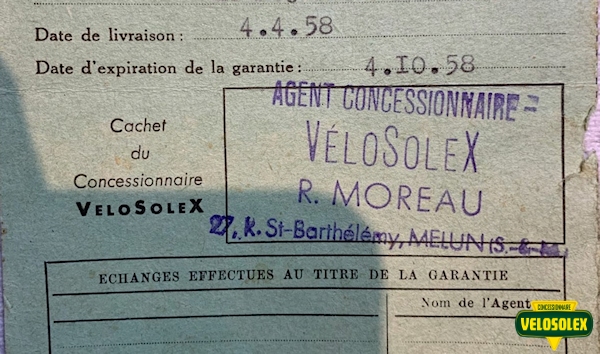 Date de livraison : 4.4.58
Date d'expiration de la garantie : 4.IO.58
Cachet
du
Concessionnaire
VELOSOLEX
AGENT CONCESSIONNAIRE =
VÉLOSOLEX
R. MOREAU
27, R. St-Barthélémy, MELUN (S.-&-M.
ECHANGES EFFECTUES AU TITRE DE LA GARANTIE
Nom de l'Agent
CONCESSIONNAIRE
VELOSOLEX